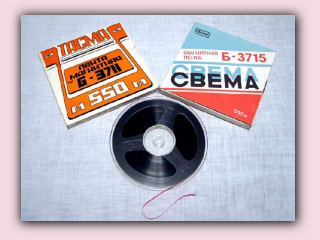 ТАСМА
ЛЕНТА
МАГНИТНАЯ
Б-3711
М 550 М
МАГНИТНАЯ
ЛЕНТА
Б-3715
СВЕМА
СВЕМА